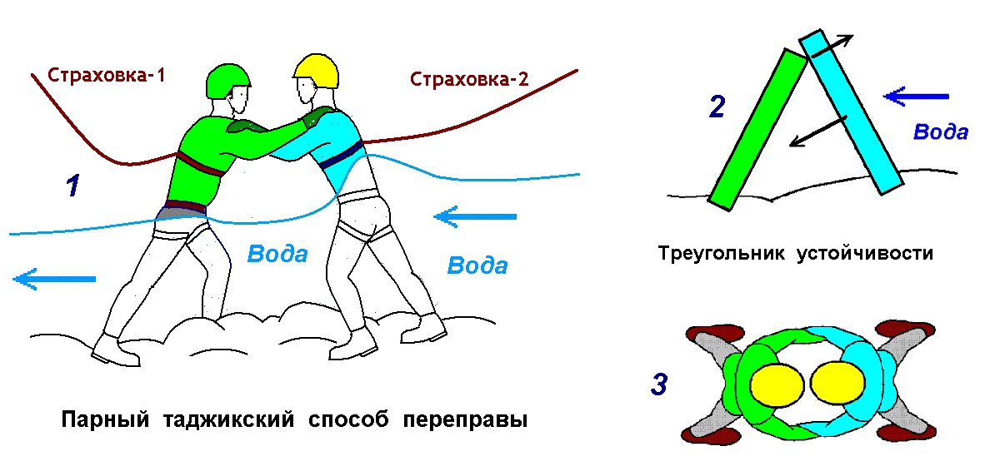 Страховка-1
Страховка-2
1
Вода
Вода
Парный таджикский способ переправы
2
Вода
Треугольник устойчивости
3